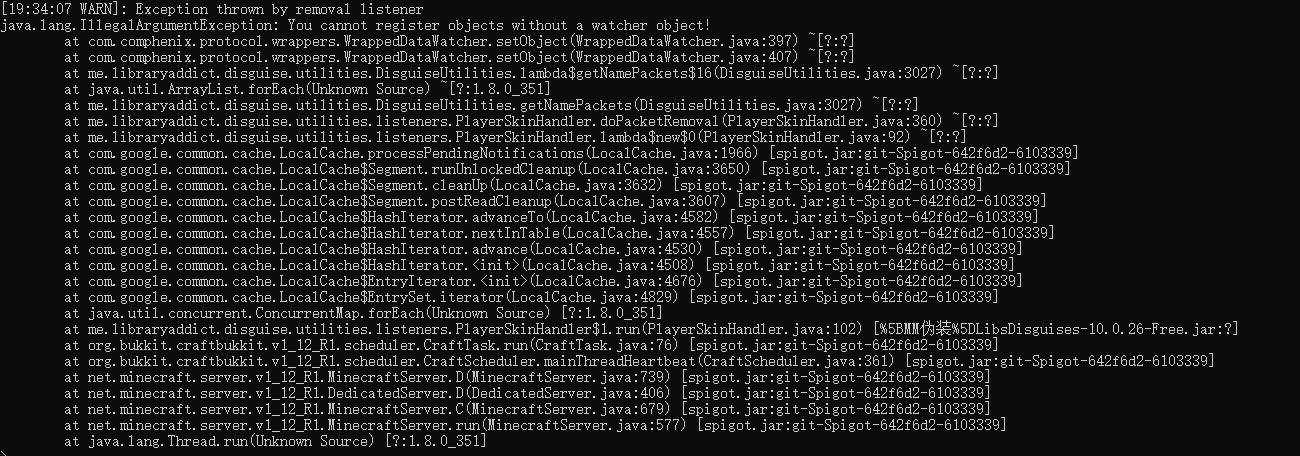 [19:34:07 WARN]: Exception thrown by removal listener
java.lang.IllegalArgumentException: You cannot register objects without a watcher object!
at com.comphenix.protocol.wrappers.WrappedDataWatcher.setObject(WrappedDataWatcher.java:397) ~[?:?]
at com.comphenix.protocol.wrappers.WrappedDataWatcher.setObject(WrappedDataWatcher.java:407) ~[?:?]
at me.libraryaddict.disguise.utilities.DisguiseUtilities.lambda$getNamePackets$16(DisguiseUtilities.java:3027) ~[?:?]
at java.util.ArrayList.forEach(Unknown Source) ~[?:1.8.0_351]
at me.libraryaddict.disguise.utilities.DisguiseUtilities.getNamePackets(DisguiseUtilities.java:3027) ~[?:?]
at me.libraryaddict.disguise.utilities.listeners.PlayerSkinHandler.doPacketRemoval(PlayerSkinHandler.java:360) ~[?:?]
at me.libraryaddict.disguise.utilities.listeners.PlayerSkinHandler.lambda$new$0(PlayerSkinHandler.java:92) ~[?:?]
at com.google.common.cache.LocalCache.processPendingNotifications(LocalCache.java:1966) [spigot.jar:git-Spigot-642f6d2-6103339]
at com.google.common.cache.LocalCache$Segment.runUnlockedCleanup(LocalCache.java:3650) [spigot.jar:git-Spigot-642f6d2-6103339]
at com.google.common.cache.LocalCache$Segment.cleanUp(LocalCache.java:3632) [spigot.jar:git-Spigot-642f6d2-6103339]
at com.google.common.cache.LocalCache$Segment.postReadCleanup(LocalCache.java:3607) [spigot.jar:git-Spigot-642f6d2-6103339]
at com.google.common.cache.LocalCache$HashIterator.advanceTo(LocalCache.java:4582) [spigot.jar:git-Spigot-642f6d2-6103339]
at com.google.common.cache.LocalCache$HashIterator.nextInTable(LocalCache.java:4557) [spigot.jar:git-Spigot-642f6d2-6103339]
at com.google.common.cache.LocalCache$HashIterator.advance(LocalCache.java:4530) [spigot.jar:git-Spigot-642f6d2-6103339]
at com.google.common.cache.LocalCache$HashIterator.<init>(LocalCache.java:4508) [spigot.jar:git-Spigot-642f6d2-6103339]
at com.google.common.cache.LocalCache$EntryIterator.<init>(LocalCache.java:4676) [spigot.jar:git-Spigot-642f6d2-6103339]
at com.google.common.cache.LocalCache$EntrySet.iterator(LocalCache.java:4829) [spigot.jar:git-Spigot-642f6d2-6103339]
at java.util.concurrent.ConcurrentMap.forEach(Unknown Source) [?:1.8.0_351]
at me.libraryaddict.disguise.utilities.listeners.PlayerSkinHandler$1.run(PlayerSkinHandler.java:102) [%5BMM伪装%5DLibsDisguises-10.0.26-Free.jar:?]
at org.bukkit.craftbukkit.v1_12_R1.scheduler.CraftTask.run(CraftTask.java:76) [spigot.jar:git-Spigot-642f6d2-6103339]
at org.bukkit.craftbukkit.v1_12_R1.scheduler.CraftScheduler.mainThreadHeartbeat(CraftScheduler.java:361) [spigot.jar:git-Spigot-642f6d2-6103339]
at net.minecraft.server.v1_12_R1.MinecraftServer.D(MinecraftServer.java:739) [spigot.jar:git-Spigot-642f6d2-6103339]
at net.minecraft.server.v1_12_R1.DedicatedServer.D(DedicatedServer.java:406) [spigot.jar:git-Spigot-642f6d2-6103339]
at net.minecraft.server.v1_12_R1.MinecraftServer.C(MinecraftServer.java:679) [spigot.jar:git-Spigot-642f6d2-6103339]
at net.minecraft.server.v1_12_R1.MinecraftServer.run(MinecraftServer.java:577) [spigot.jar:git-Spigot-642f6d2-6103339]
at java.lang.Thread.run(Unknown Source) [?:1.8.0_351]